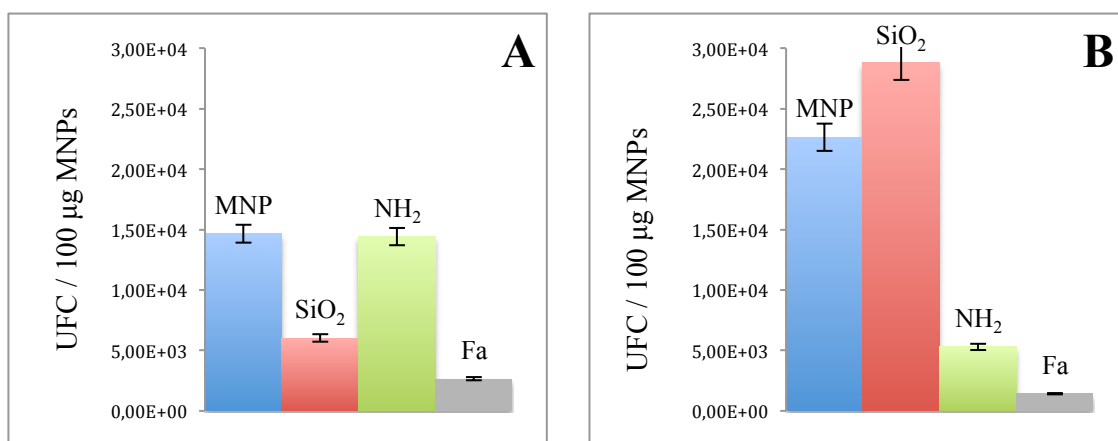 A
UFC / 100 µg MNPs
3,00E+04
2,50E+04
2,00E+04
1,50E+04
1,00E+04
5,00E+03
0,00E+00
MNP
SiO₂
NH₂
Fa
B
UFC / 100 µg MNPs
3,00E+04
2,50E+04
2,00E+04
1,50E+04
1,00E+04
5,00E+03
0,00E+00
MNP
SiO₂
NH₂
Fa